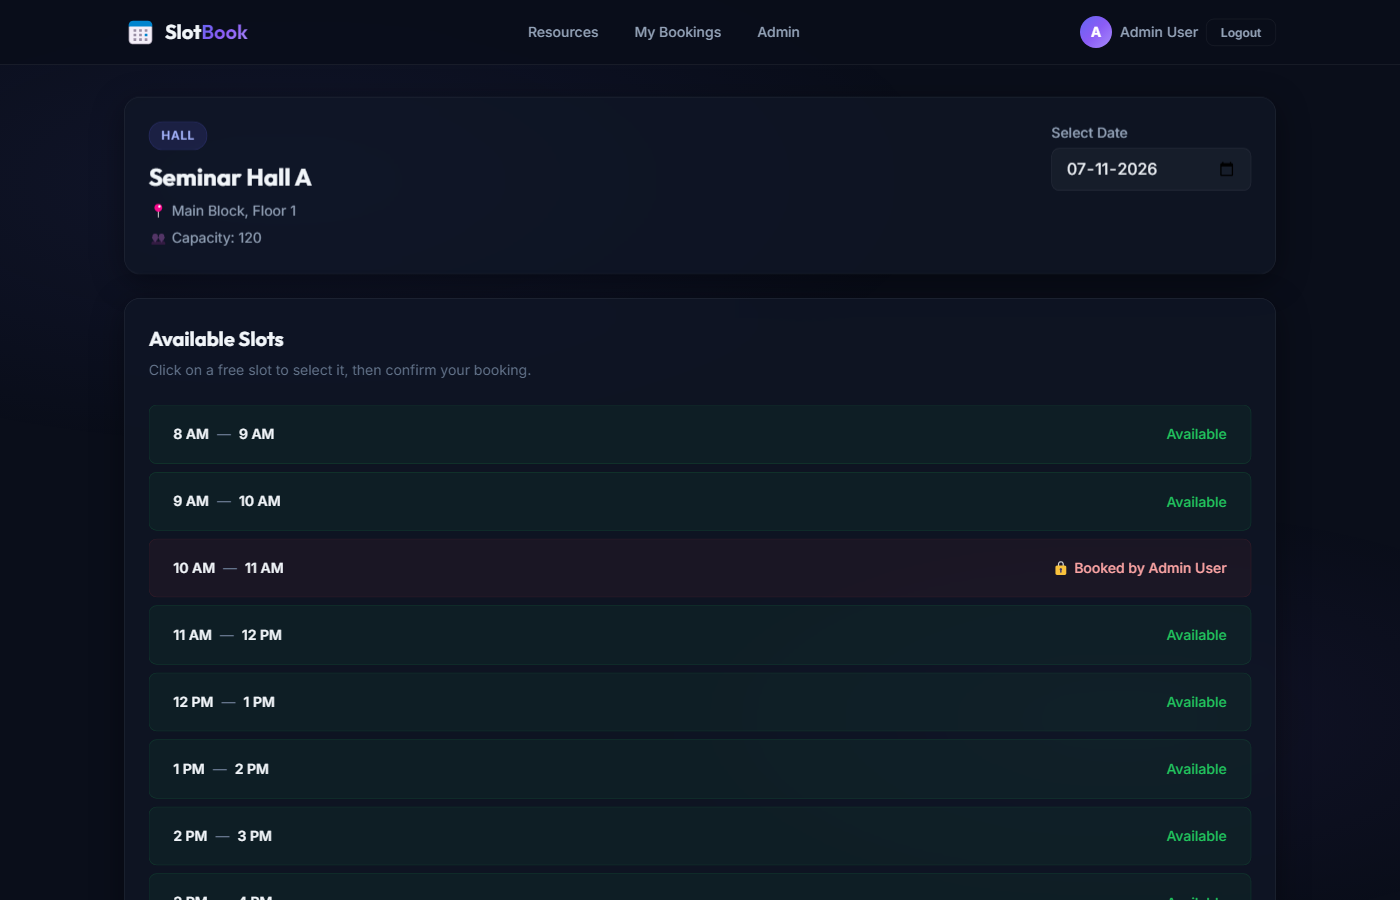 SlotBook
Resources My Bookings Admin
A Admin User Logout
HALL
Seminar Hall A
Main Block, Floor 1
Capacity: 120
Select Date
07-11-2026
Available Slots
Click on a free slot to select it, then confirm your booking.
8 AM — 9 AM Available
9 AM — 10 AM Available
10 AM — 11 AM Booked by Admin User
11 AM — 12 PM Available
12 PM — 1 PM Available
1 PM — 2 PM Available
2 PM — 3 PM Available